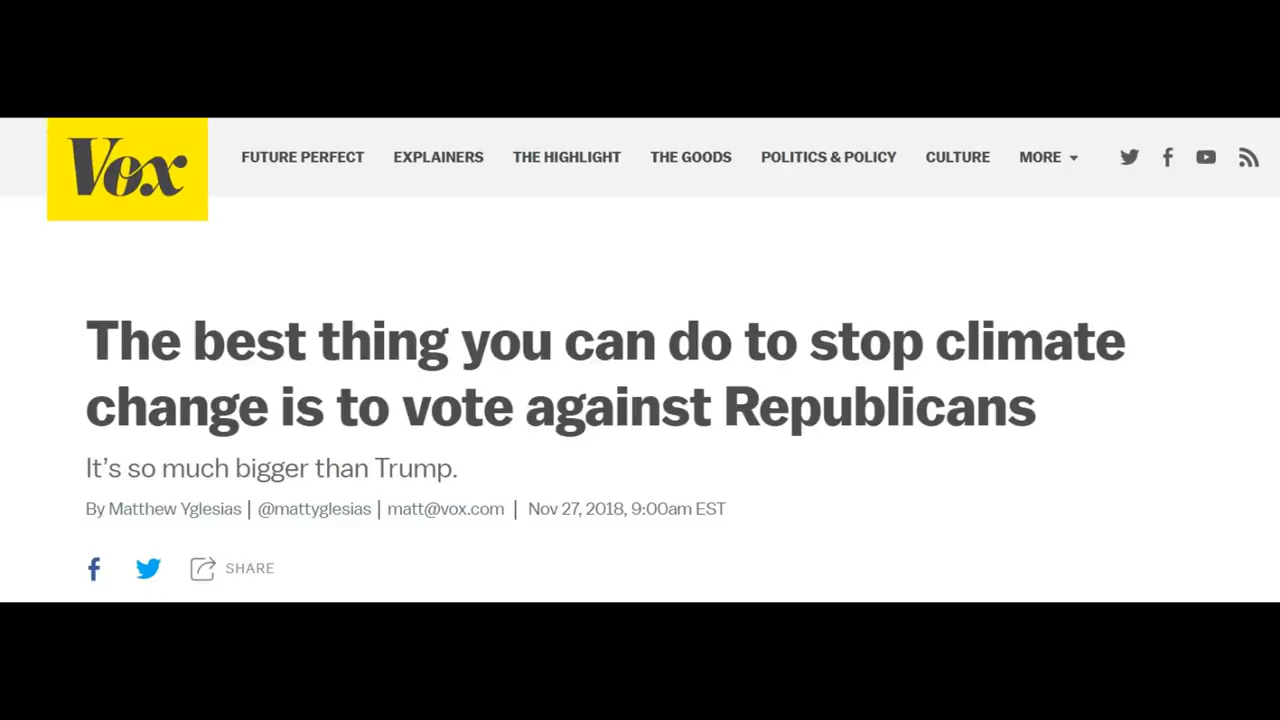 Vox
FUTURE PERFECT EXPLAINERS THE HIGHLIGHT THE GOODS POLITICS & POLICY CULTURE MORE
The best thing you can do to stop climate
change is to vote against Republicans
It's so much bigger than Trump.
By Matthew Yglesias | @mattyglesias | matt@vox.com | Nov 27, 2018, 9:00am EST
SHARE